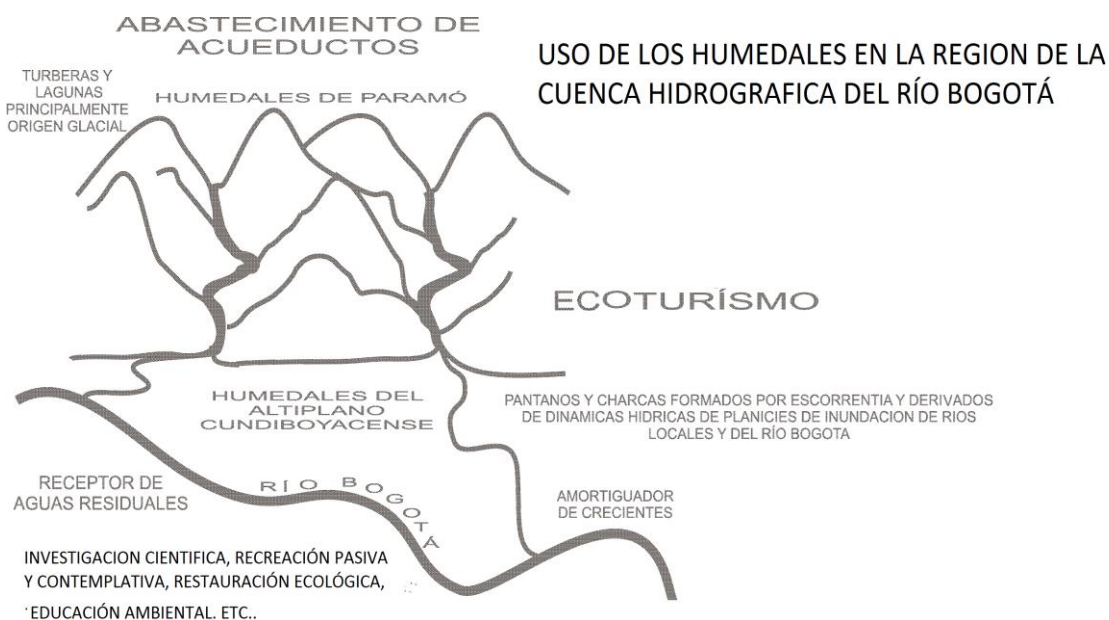 ABASTECIMIENTO DE
ACUEDUCTOS
USO DE LOS HUMEDALES EN LA REGION DE LA
CUENCA HIDROGRAFICA DEL RÍO BOGOTÁ
TURBERAS Y
LAGUNAS
PRINCIPALMENTE
ORIGEN GLACIAL
HUMEDALES DE PARAMÓ
ECOTURÍSMO
HUMEDALES DEL
ALTIPLANO
CUNDIBOYACENSE
PANTANOS Y CHARCAS FORMADOS POR ESCORRENTIA Y DERIVADOS
DE DINAMICAS HIDRICAS DE PLANICIES DE INUNDACION DE RIOS
LOCALES Y DEL RÍO BOGOTA
RECEPTOR DE
AGUAS RESIDUALES
RÍO BOGOTÁ
AMORTIGUADOR
DE CRECIENTES
INVESTIGACION CIENTIFICA, RECREACIÓN PASIVA
Y CONTEMPLATIVA, RESTAURACIÓN ECOLÓGICA,
EDUCACIÓN AMBIENTAL. ETC..